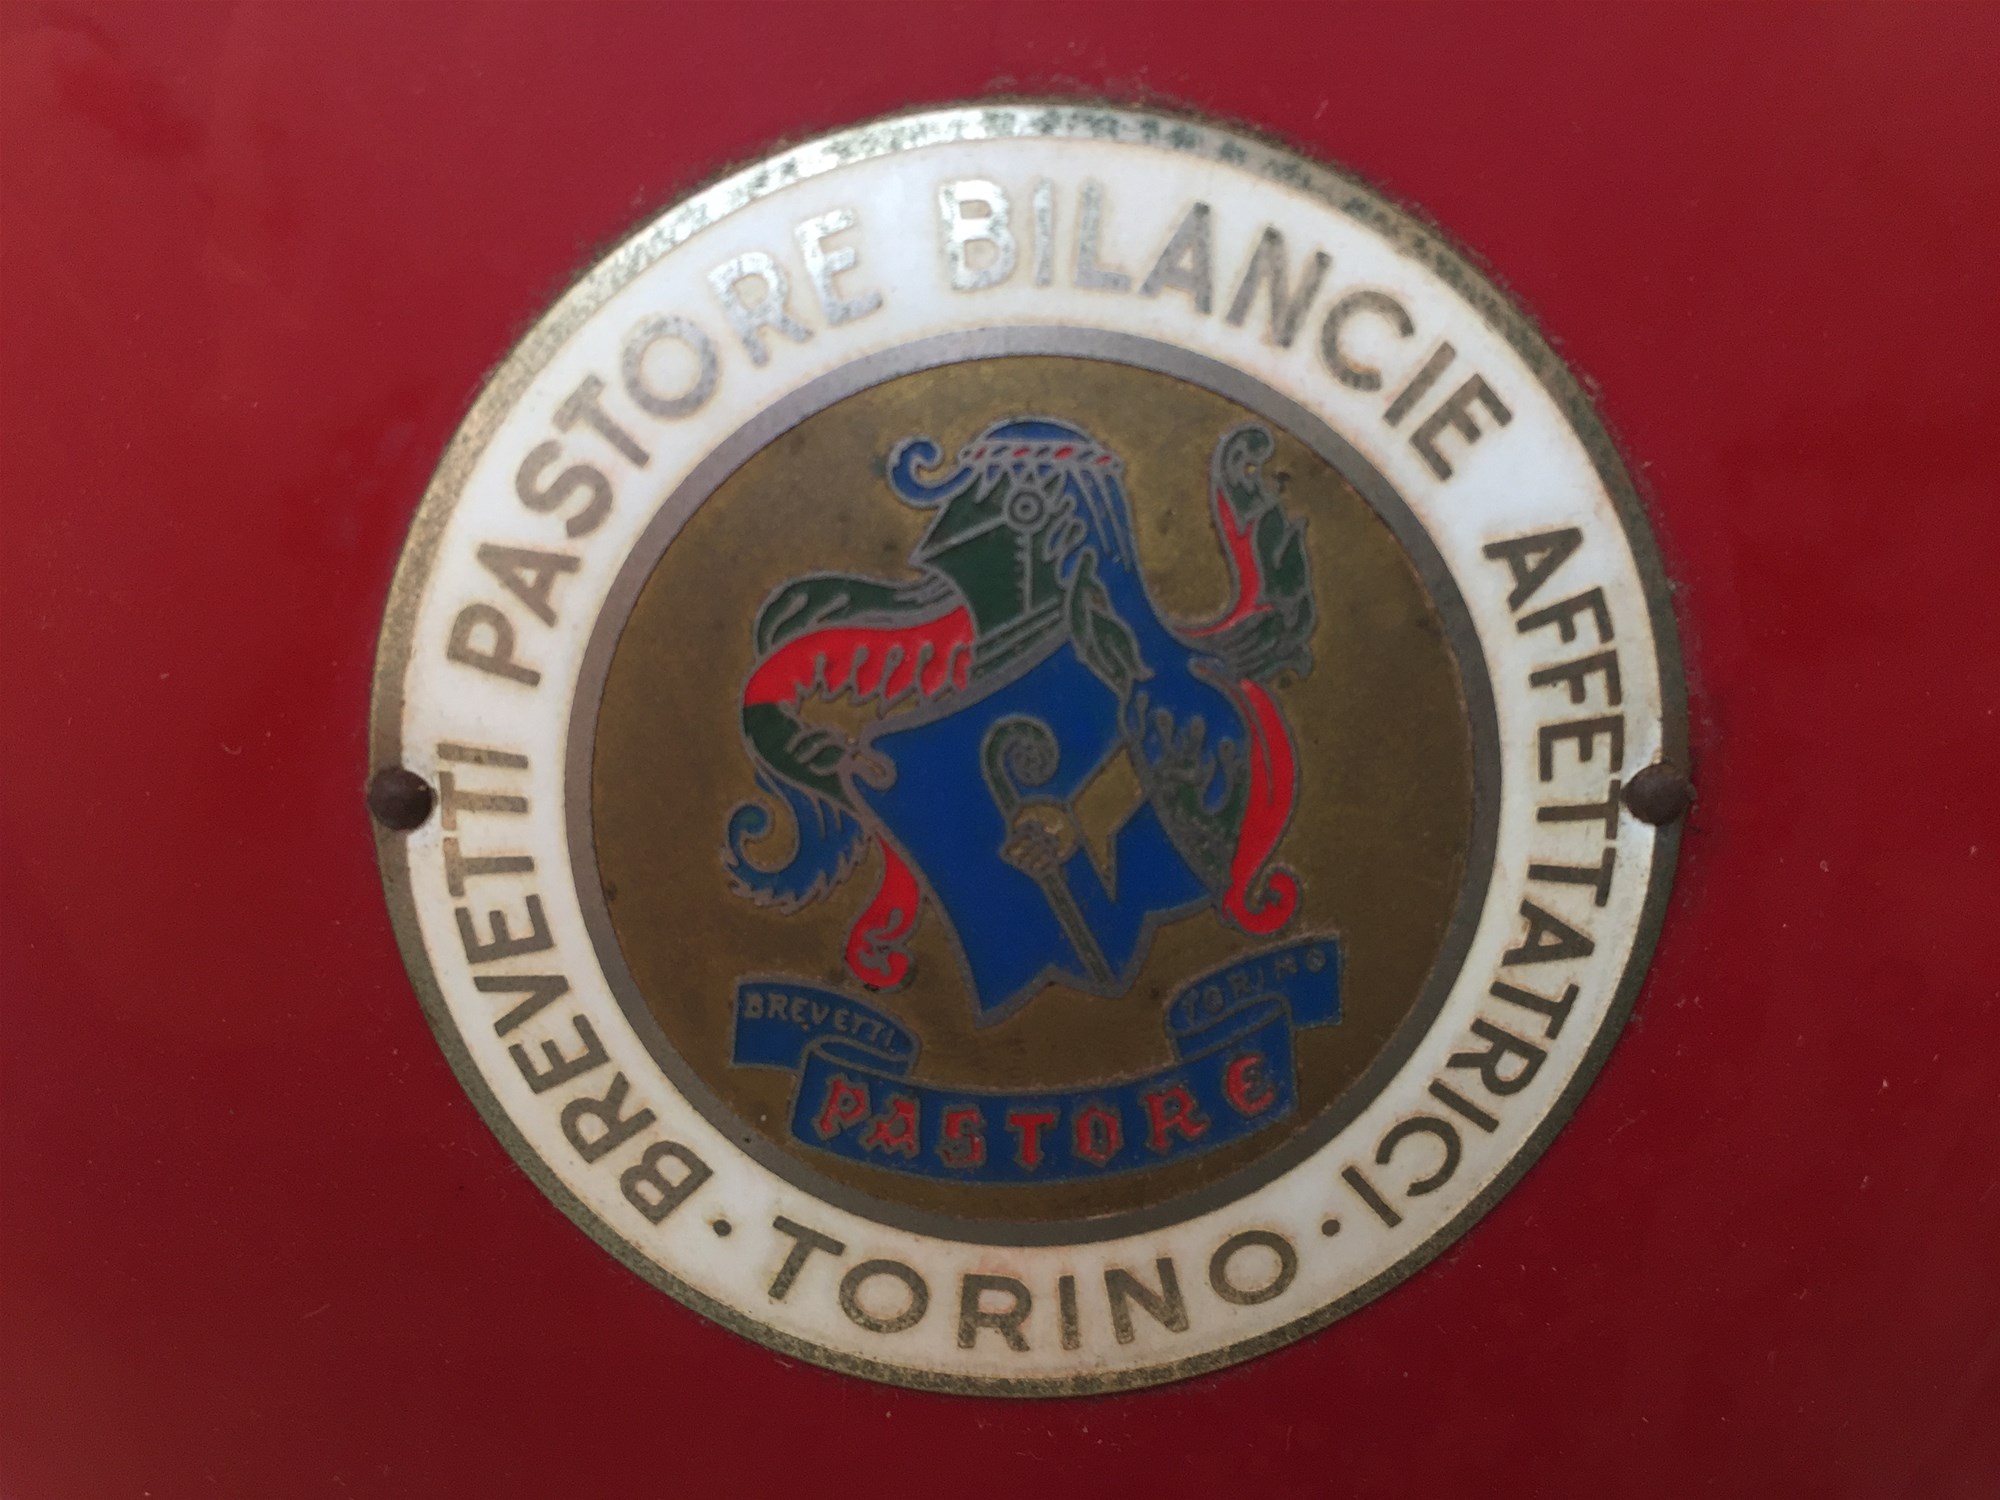 BREVETTI PASTORE BILANCIE AFFETTATRICI
· TORINO ·
BREVETTI
TORINO
PASTORE